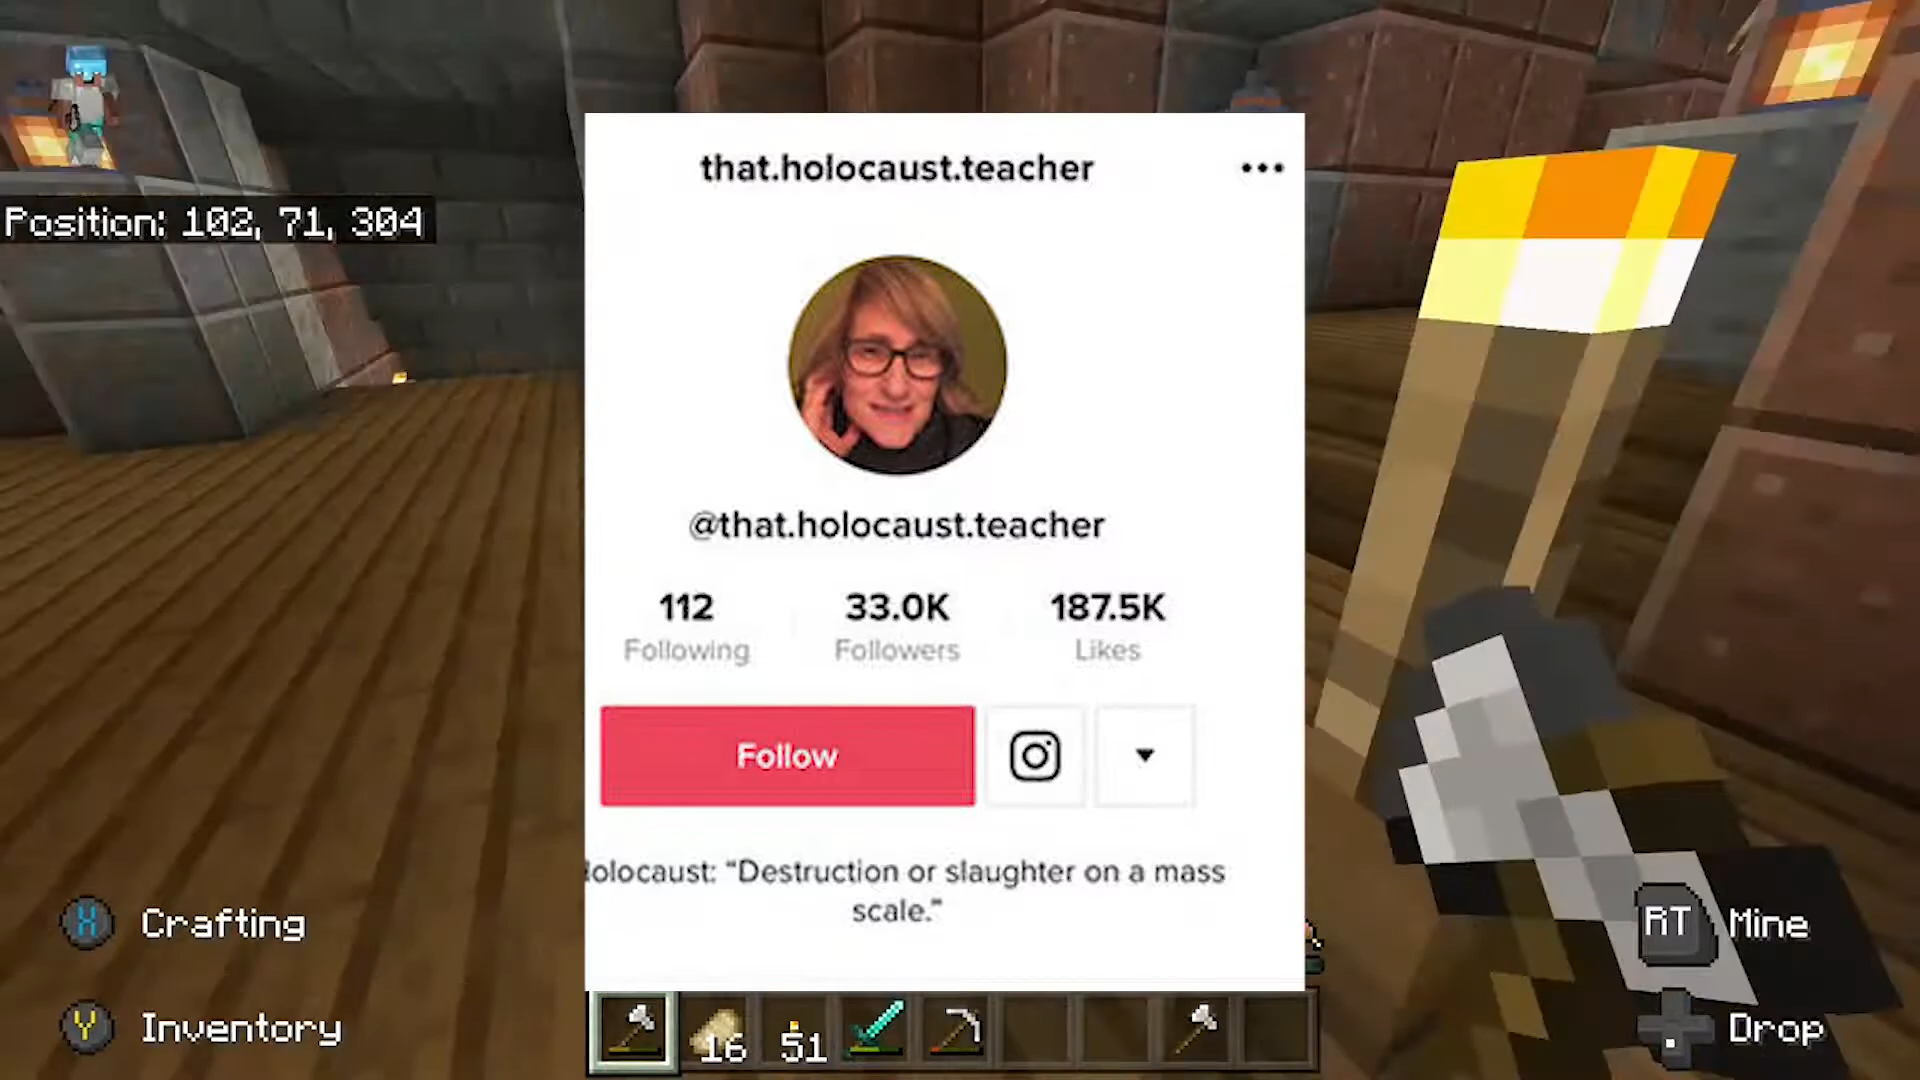 that.holocaust.teacher
Position: 102, 71, 304
@that.holocaust.teacher
112 33.0K 187.5K
Following Followers Likes
Follow
olocaust: “Destruction or slaughter on a mass
scale.”
X Crafting
RT Mine
Y Inventory
Drop
16 51